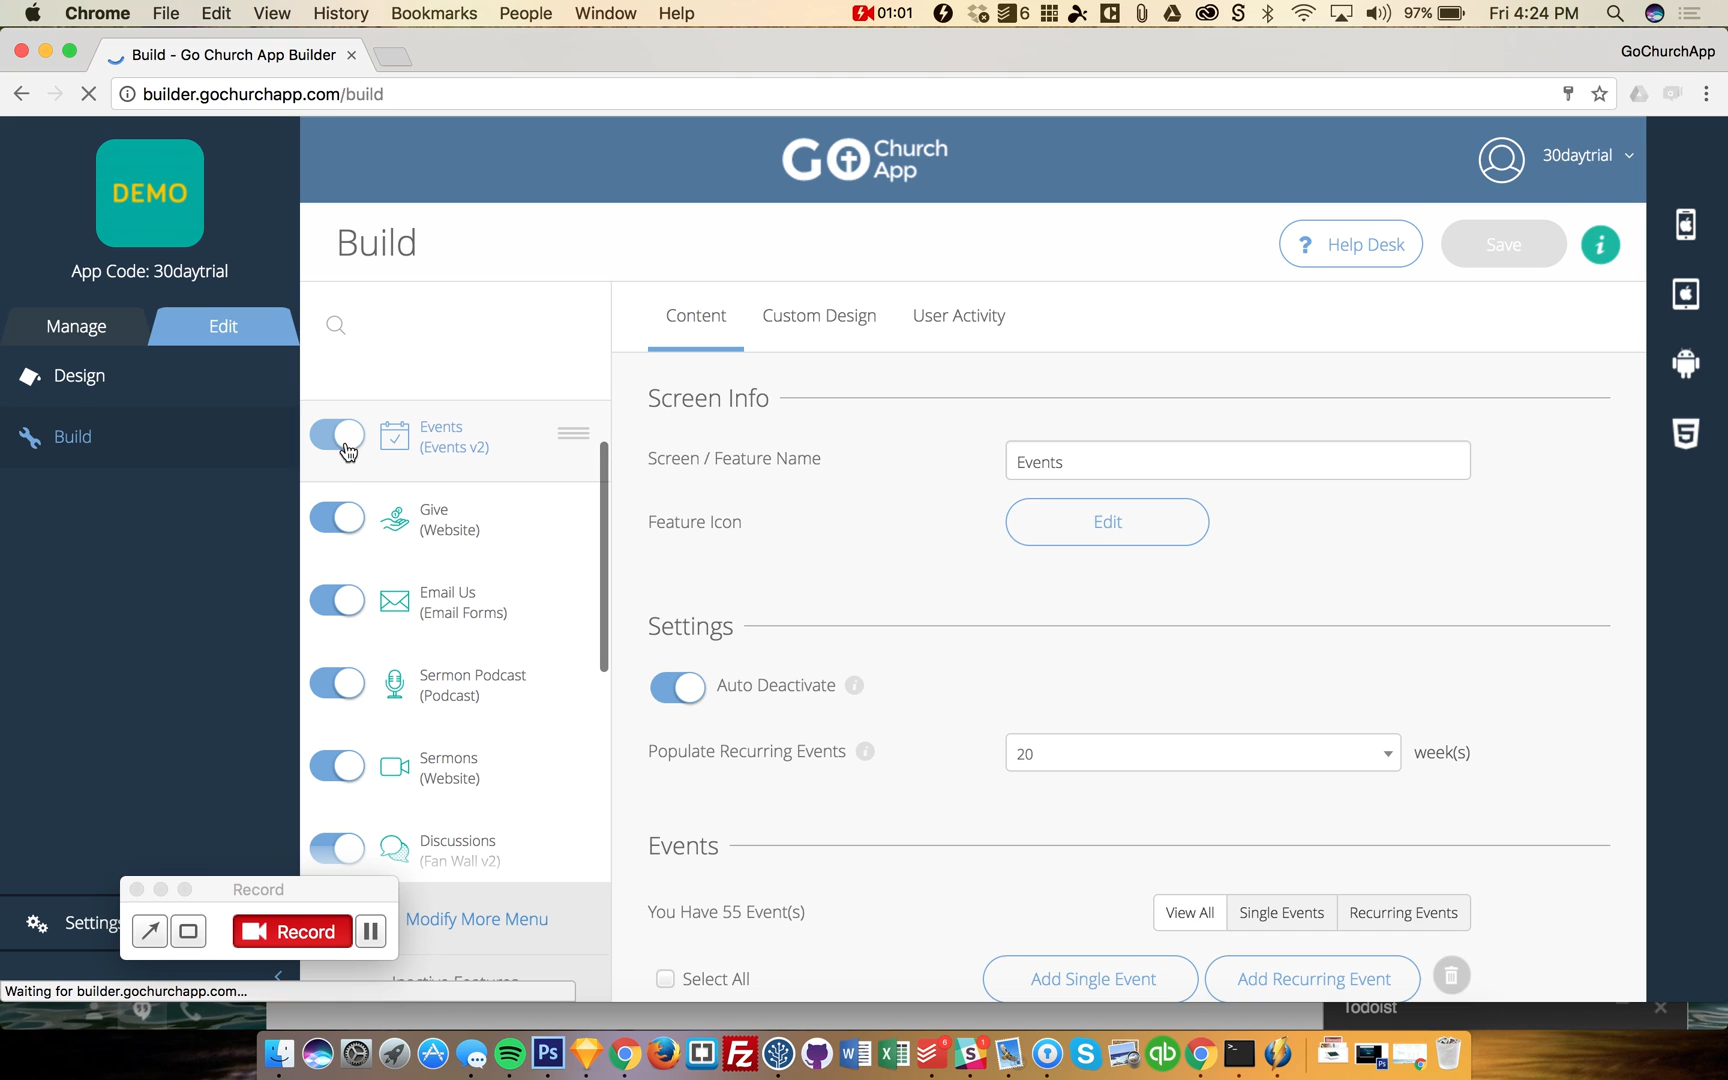 Chrome File Edit View History Bookmarks People Window Help 01:01 6 97% Fri 4:24 PM
Build - Go Church App Builder GoChurchApp
builder.gochurchapp.com/build
DEMO
App Code: 30daytrial
Manage Edit
Design
Build
Settings
GO Church App
30daytrial
Build
? Help Desk Save i
Content Custom Design User Activity
Events
(Events v2)
Give
(Website)
Email Us
(Email Forms)
Sermon Podcast
(Podcast)
Sermons
(Website)
Discussions
(Fan Wall v2)
Modify More Menu
Inactive Features
Screen Info
Screen / Feature Name Events
Feature Icon Edit
Settings
Auto Deactivate i
Populate Recurring Events i 20 week(s)
Events
You Have 55 Event(s) View All Single Events Recurring Events
Select All Add Single Event Add Recurring Event
Record
Record
Waiting for builder.gochurchapp.com...
Todoist